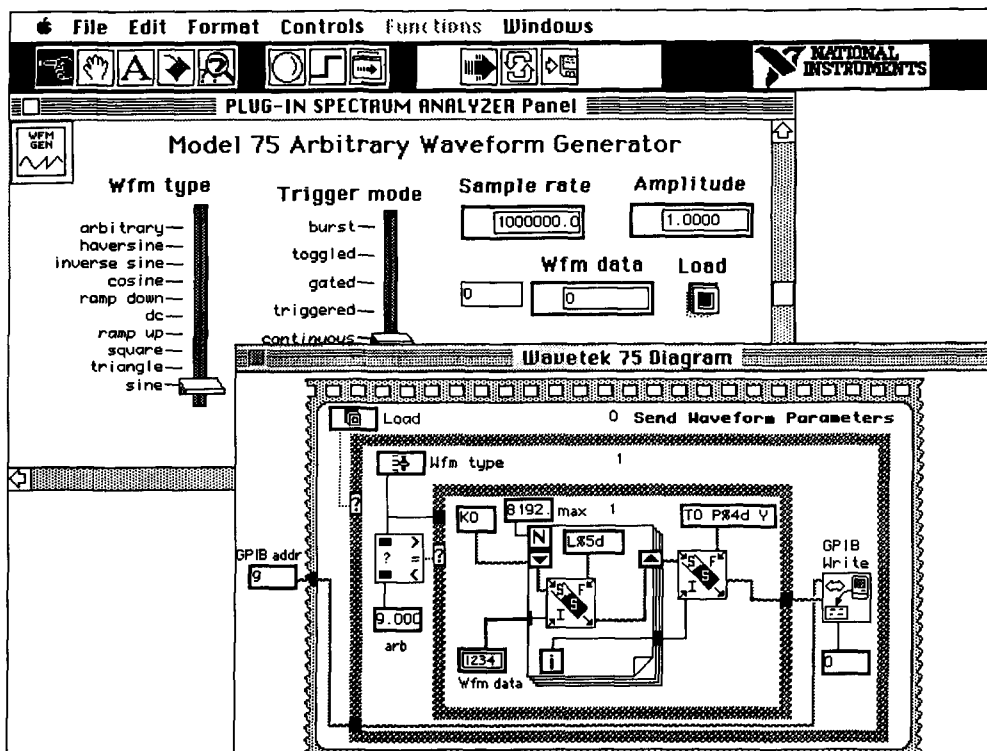 File Edit Format Controls Functions Windows
A
NATIONAL INSTRUMENTS
PLUG-IN SPECTRUM ANALYZER Panel
WFM GEN
Model 75 Arbitrary Waveform Generator
Wfm type
arbitrary
haversine
inverse sine
cosine
ramp down
dc
ramp up
square
triangle
sine
Trigger mode
burst
toggled
gated
triggered
continuous
Sample rate
1000000.0
Amplitude
1.0000
Wfm data
0
0
Load
Wavetek 75 Diagram
Load
0 Send Waveform Parameters
Wfm type
1
?
?
K0
8192. max 1
N
L%5d
T0 P%4d Y
? > = <
S F S I
S F S I
GPIB addr
9
9.000
arb
1234
Wfm data
i
GPIB Write
0